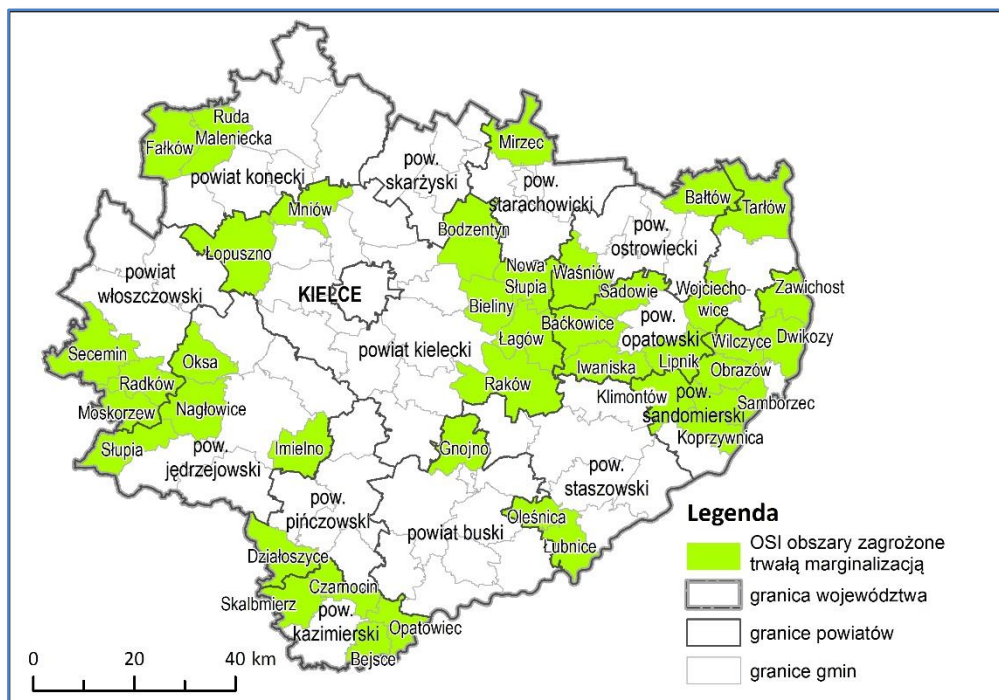 Ruda
Maleniecka
Fałków
powiat konecki
pow.
skarżyski
Mirzec
pow.
starachowicki
Mniów
Bodzentyn
Bałtów
Tarłów
pow.
ostrowiecki
Łopuszno
powiat
włoszczowski
KIELCE
Nowa
Słupia
Waśniów
Sadowie
Wojciecho-
wice
Zawichost
Bieliny
Baćkowice
pow.
opatowski
Wilczyce
Dwikozy
Secemin
Oksa
powiat kielecki
Łagów
Iwaniska
Lipnik
Obrazów
Radków
Raków
Klimontów
pow.
sandomierski
Samborzec
Moskorzew
Nagłowice
Koprzywnica
Słupia
pow.
jędrzejowski
Imielno
Gnojno
pow.
staszowski
pow.
pińczowski
powiat buski
Oleśnica
Łubnice
Działoszyce
Czarnocin
Skalbmierz
pow.
kazimierski
Opatowiec
Bejsce
Legenda
OSI obszary zagrożone
trwałą marginalizacją
granica województwa
granice powiatów
granice gmin
0 20 40 km